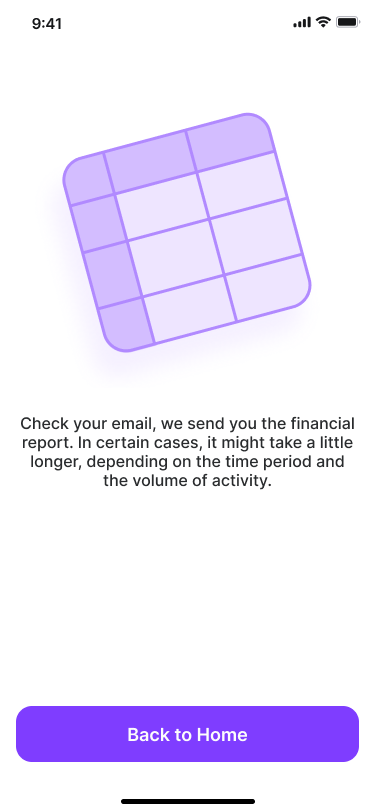 9:41
Check your email, we send you the financial
report. In certain cases, it might take a little
longer, depending on the time period and
the volume of activity.
Back to Home